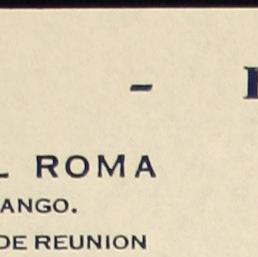 -
L ROMA
ANGO.
DE REUNION